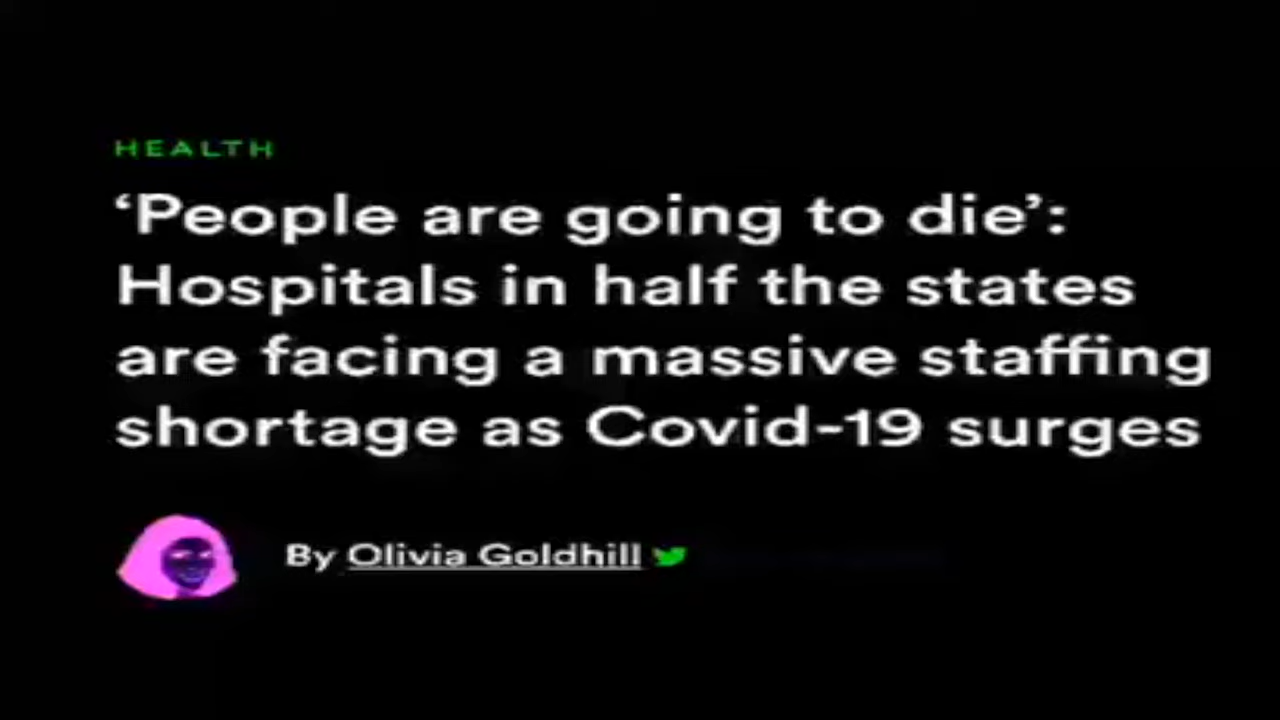 HEALTH
‘People are going to die’:
Hospitals in half the states
are facing a massive staffing
shortage as Covid-19 surges
By Olivia Goldhill